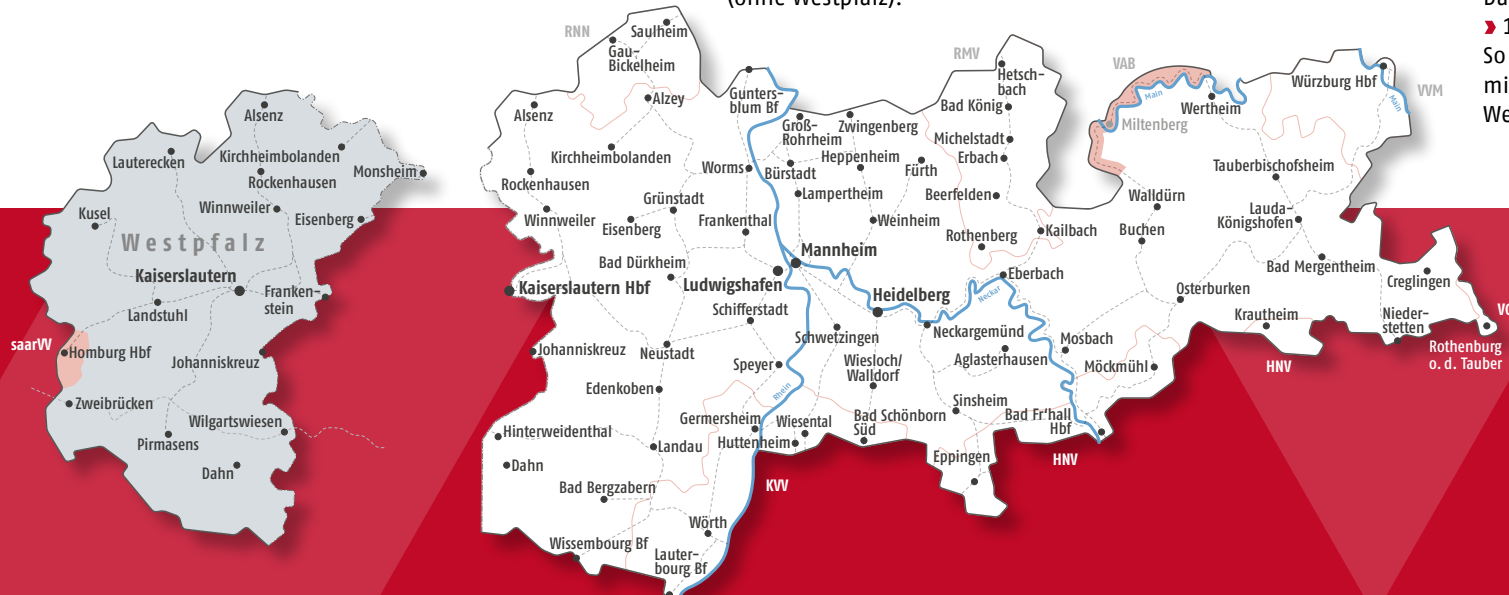 (ohne Westpfalz).
So
mi
We
RNN
Saulheim
Gau-
Bickelheim
Alzey
Alsenz
Kirchheimbolanden
Rockenhausen
Winnweiler
Grünstadt
Eisenberg
Gunters-
blum Bf
Worms
Frankenthal
Bad Dürkheim
Kaiserslautern Hbf
Ludwigshafen
Mannheim
Schifferstadt
Johanniskreuz
Neustadt
Speyer
Edenkoben
Germersheim
Hinterweidenthal
Landau
Dahn
Bad Bergzabern
Wörth
Wissembourg Bf
Lauter-
bourg Bf
Rhein
KVV
Groß-
Rohrheim
Zwingenberg
Bürstadt
Heppenheim
Fürth
Lampertheim
Weinheim
RMV
Hetsch-
bach
Bad König
Michelstadt
Erbach
Beerfelden
Rothenberg
Kailbach
Eberbach
Neckar
Heidelberg
Schwetzingen
Neckargemünd
Wiesloch/
Walldorf
Aglasterhausen
Mosbach
Möckmühl
Sinsheim
Bad Schönborn
Süd
Wiesental
Huttenheim
Bad Fr'hall
Hbf
Eppingen
HNV
VAB
Main
Miltenberg
Wertheim
Würzburg Hbf
Main
VVM
Tauberbischofsheim
Walldürn
Buchen
Lauda-
Königshofen
Bad Mergentheim
Osterburken
Krautheim
HNV
Creglingen
Nieder-
stetten
Rothenburg
o. d. Tauber
Alsenz
Lauterecken
Kirchheimbolanden
Rockenhausen
Monsheim
Kusel
Winnweiler
Eisenberg
Westpfalz
Kaiserslautern
Landstuhl
Franken-
stein
saarVV
Homburg Hbf
Johanniskreuz
Zweibrücken
Wilgartswiesen
Pirmasens
Dahn